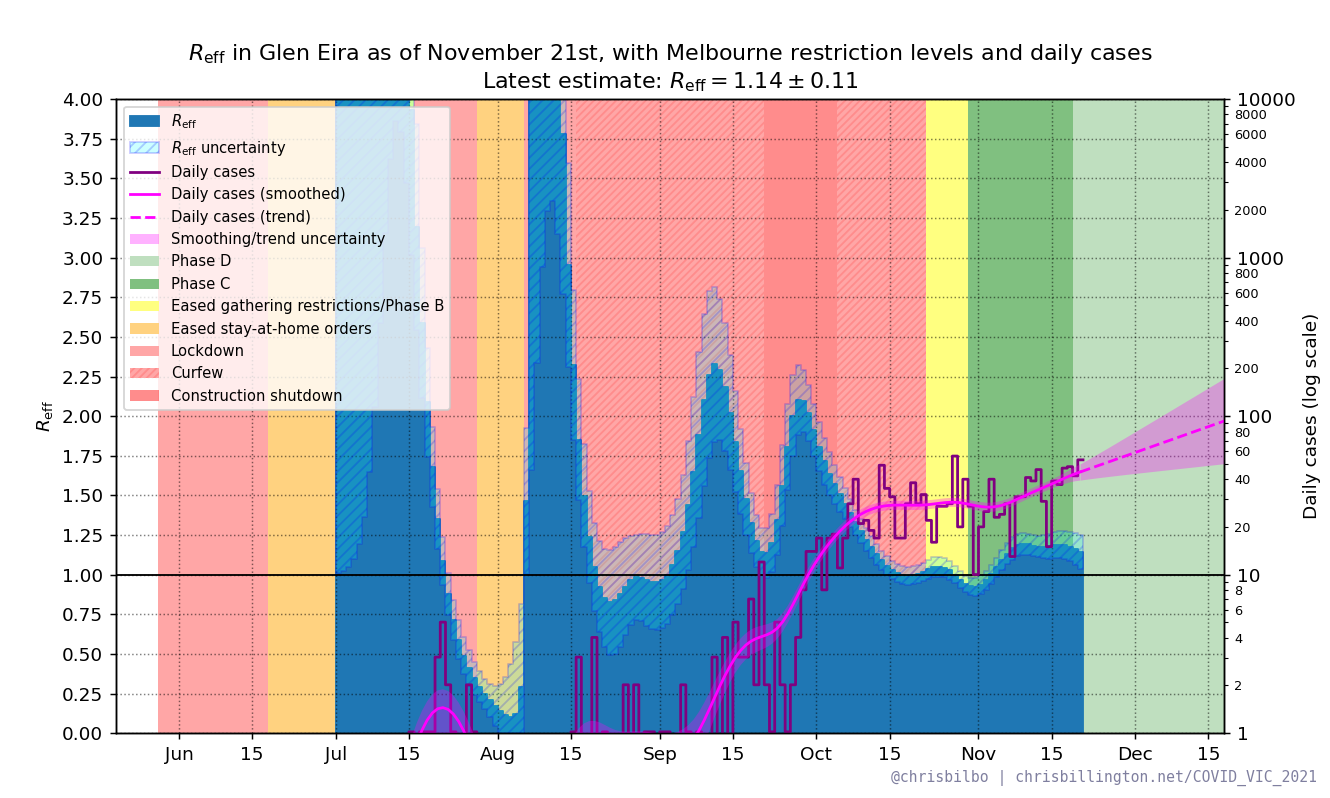 Reff in Glen Eira as of November 21st, with Melbourne restriction levels and daily cases
Latest estimate: Reff = 1.14 ± 0.11
4.00
3.75
3.50
3.25
3.00
2.75
2.50
2.25
2.00
1.75
1.50
1.25
1.00
0.75
0.50
0.25
0.00
Reff
Reff
Reff uncertainty
Daily cases
Daily cases (smoothed)
Daily cases (trend)
Smoothing/trend uncertainty
Phase D
Phase C
Eased gathering restrictions/Phase B
Eased stay-at-home orders
Lockdown
Curfew
Construction shutdown
10000
8000
6000
4000
2000
1000
800
600
400
200
100
80
60
40
20
10
8
6
4
2
1
Daily cases (log scale)
Jun 15 Jul 15 Aug 15 Sep 15 Oct 15 Nov 15 Dec 15
@chrisbilbo | chrisbillington.net/COVID_VIC_2021